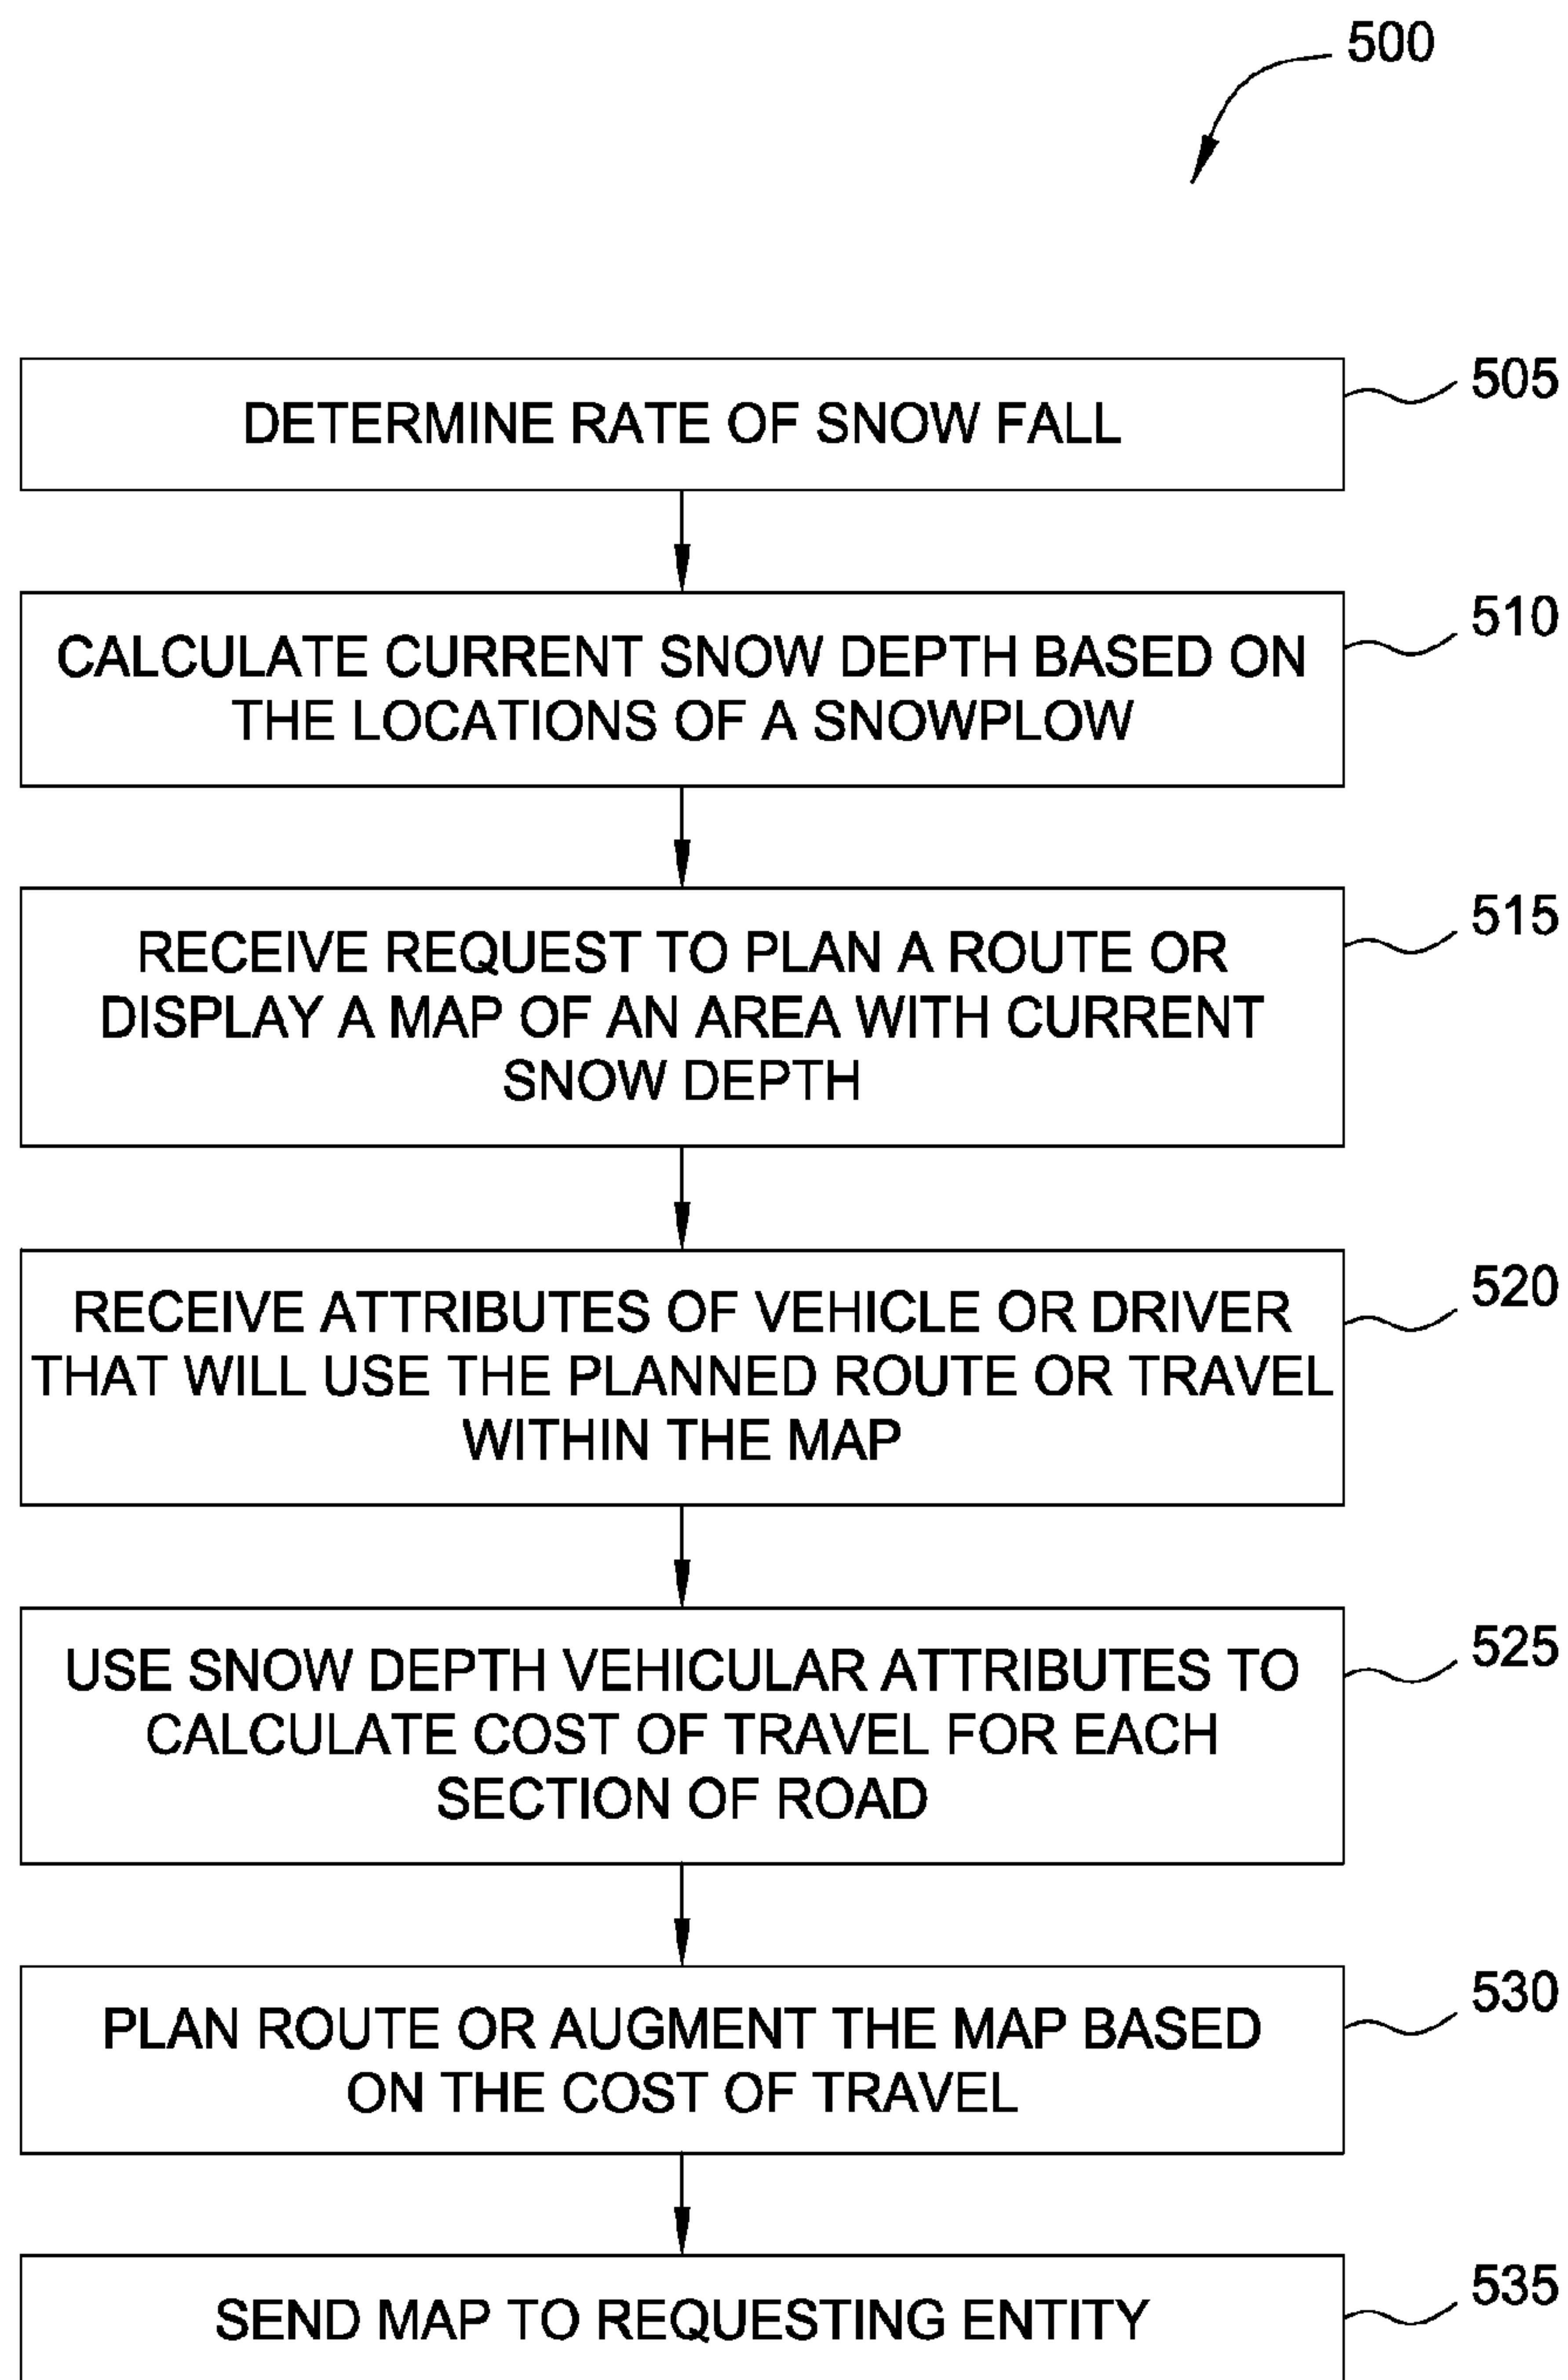 500
DETERMINE RATE OF SNOW FALL
505
CALCULATE CURRENT SNOW DEPTH BASED ON
THE LOCATIONS OF A SNOWPLOW
510
RECEIVE REQUEST TO PLAN A ROUTE OR
DISPLAY A MAP OF AN AREA WITH CURRENT
SNOW DEPTH
515
RECEIVE ATTRIBUTES OF VEHICLE OR DRIVER
THAT WILL USE THE PLANNED ROUTE OR TRAVEL
WITHIN THE MAP
520
USE SNOW DEPTH VEHICULAR ATTRIBUTES TO
CALCULATE COST OF TRAVEL FOR EACH
SECTION OF ROAD
525
PLAN ROUTE OR AUGMENT THE MAP BASED
ON THE COST OF TRAVEL
530
SEND MAP TO REQUESTING ENTITY
535